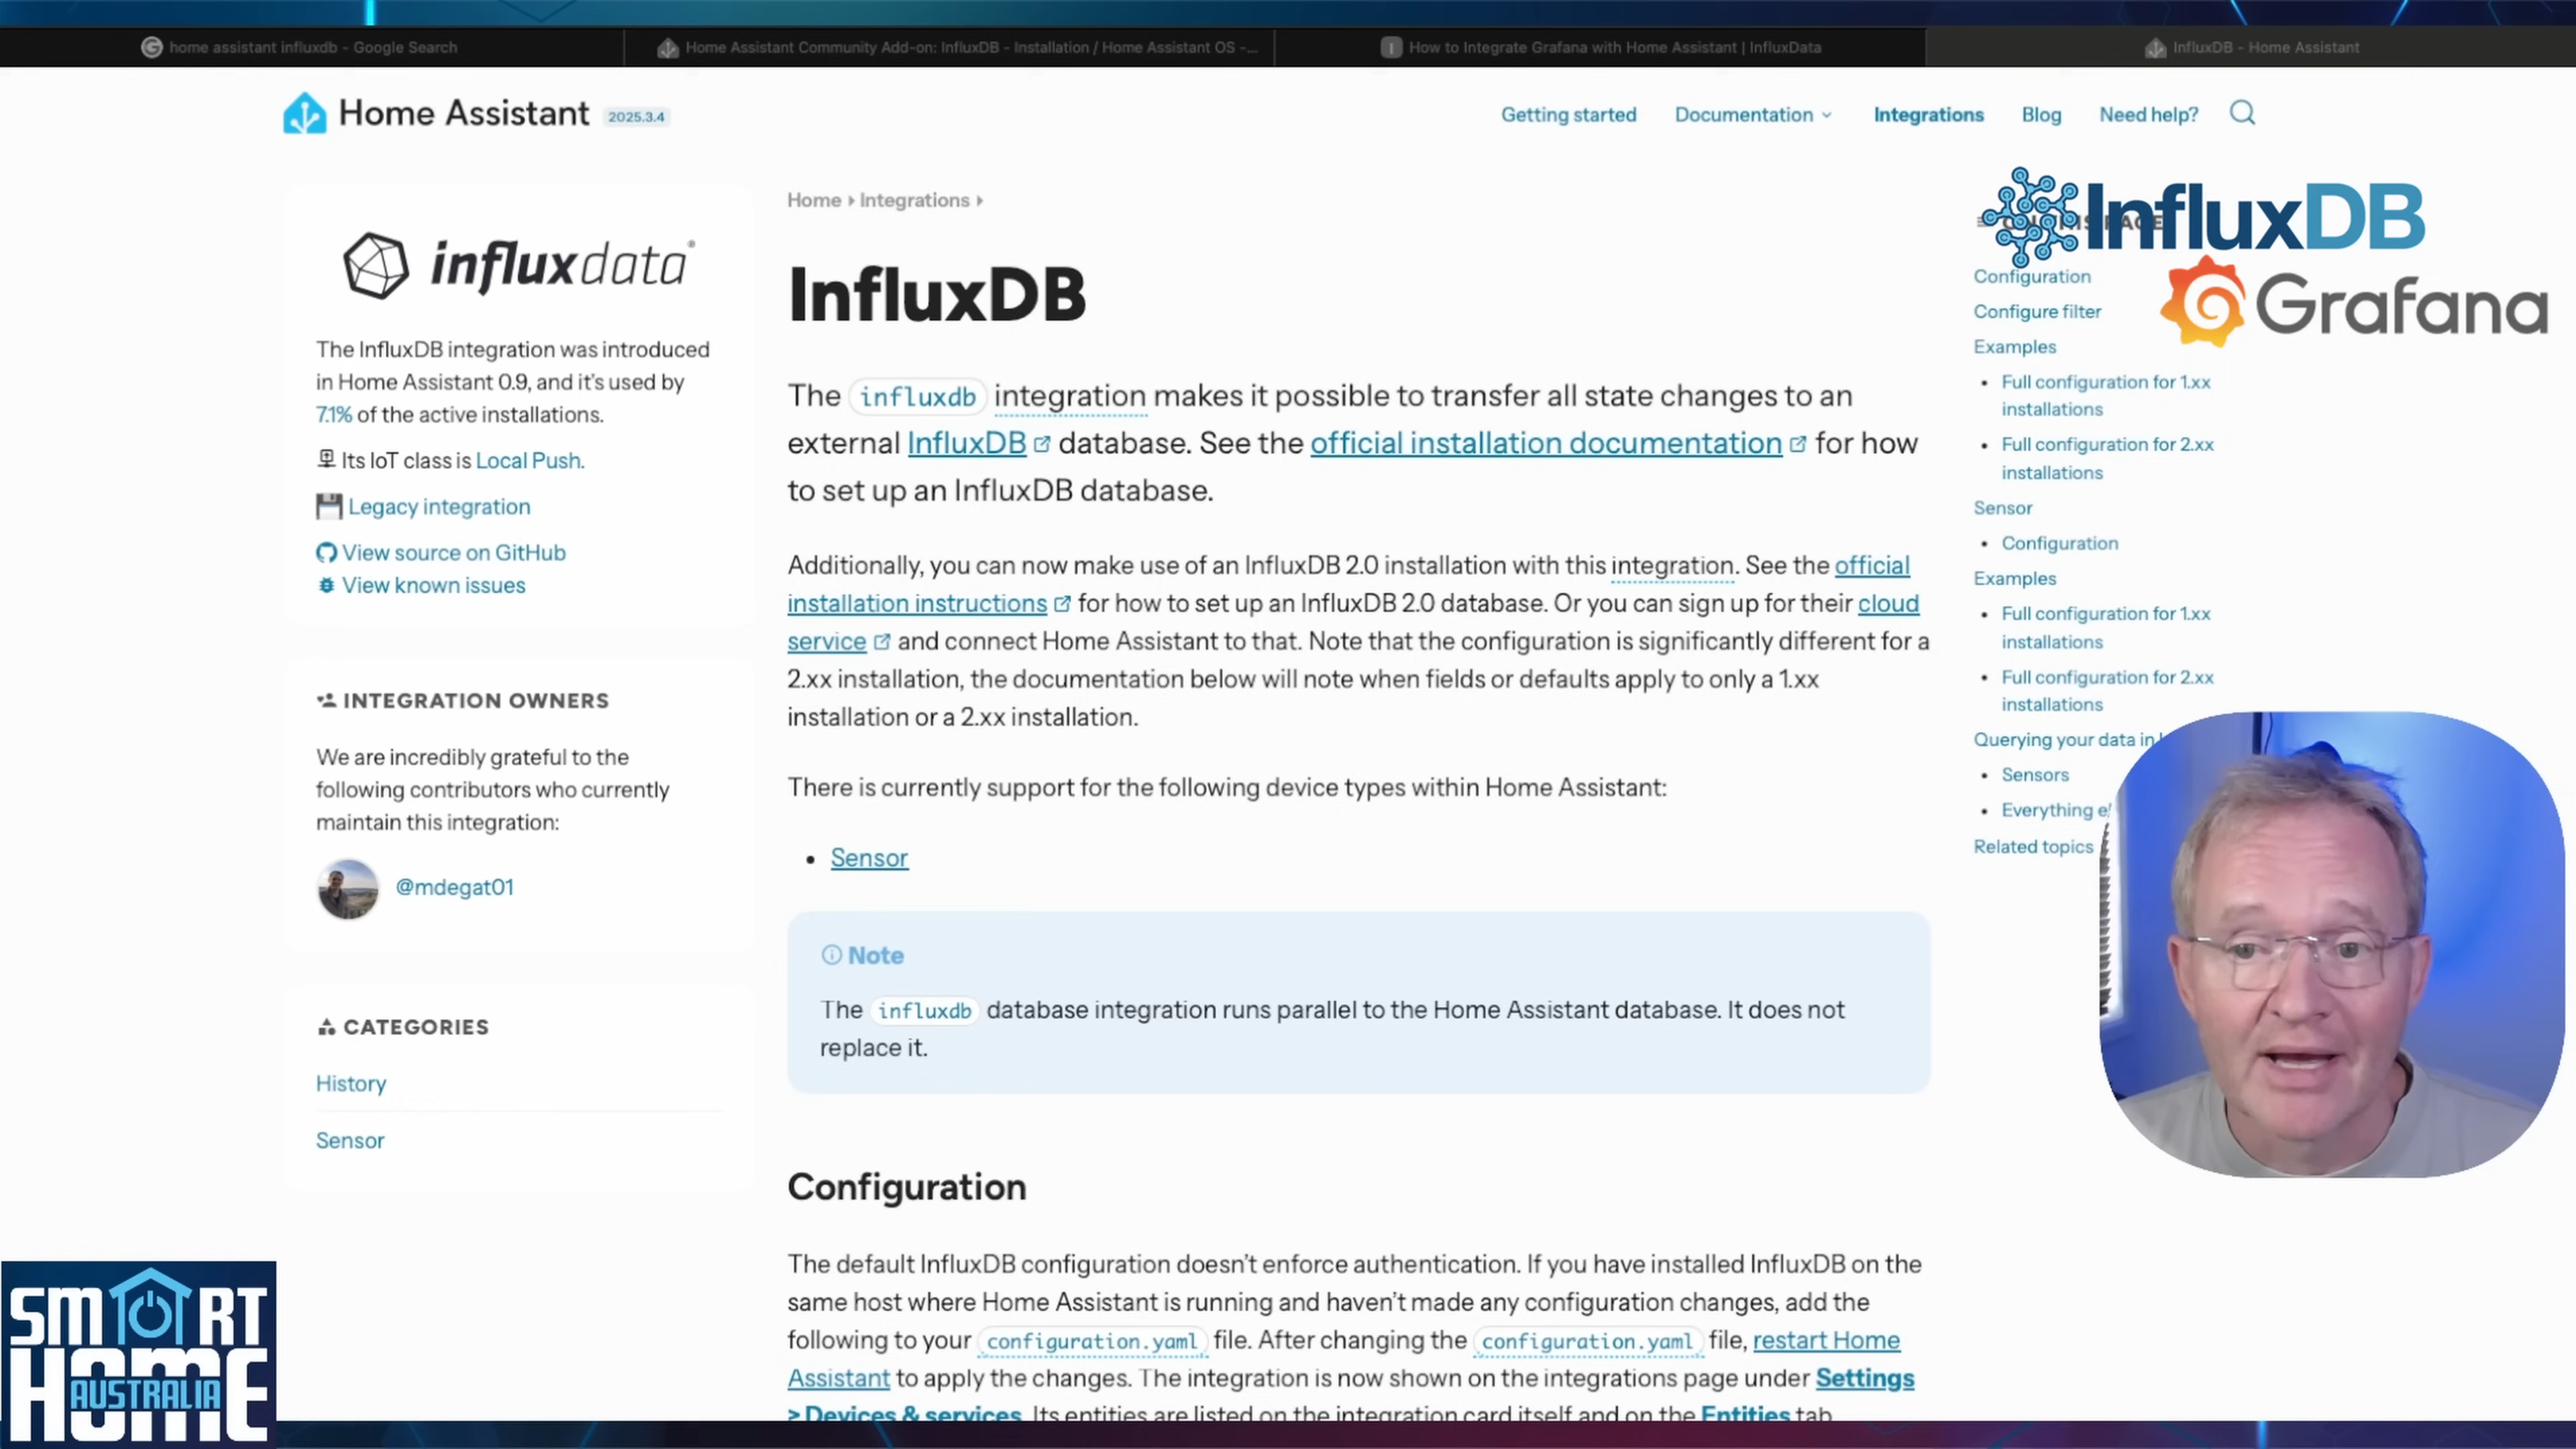 home assistant influxdb - Google Search
Home Assistant Community Add-on: InfluxDB - Installation / Home Assistant OS -...
How to Integrate Grafana with Home Assistant | InfluxData
InfluxDB - Home Assistant
Home Assistant 2025.3.4
Getting started
Documentation
Integrations
Blog
Need help?
influxdata®
The InfluxDB integration was introduced
in Home Assistant 0.9, and it's used by
7.1% of the active installations.
Its IoT class is Local Push.
Legacy integration
View source on GitHub
View known issues
INTEGRATION OWNERS
We are incredibly grateful to the
following contributors who currently
maintain this integration:
@mdegat01
CATEGORIES
History
Sensor
Home Integrations
InfluxDB
The influxdb integration makes it possible to transfer all state changes to an
external InfluxDB database. See the official installation documentation for how
to set up an InfluxDB database.
Additionally, you can now make use of an InfluxDB 2.0 installation with this integration. See the official
installation instructions for how to set up an InfluxDB 2.0 database. Or you can sign up for their cloud
service and connect Home Assistant to that. Note that the configuration is significantly different for a
2.xx installation, the documentation below will note when fields or defaults apply to only a 1.xx
installation or a 2.xx installation.
There is currently support for the following device types within Home Assistant:
• Sensor
Note
The influxdb database integration runs parallel to the Home Assistant database. It does not
replace it.
Configuration
The default InfluxDB configuration doesn't enforce authentication. If you have installed InfluxDB on the
same host where Home Assistant is running and haven't made any configuration changes, add the
following to your configuration.yaml file. After changing the configuration.yaml file, restart Home
Assistant to apply the changes. The integration is now shown on the integrations page under Settings
> Devices & services. Its entities are listed on the integration card itself and on the Entities tab.
InfluxDB
Grafana
Configuration
Configure filter
Examples
• Full configuration for 1.xx
installations
• Full configuration for 2.xx
installations
Sensor
• Configuration
Examples
• Full configuration for 1.xx
installations
• Full configuration for 2.xx
installations
Querying your data in
• Sensors
• Everything
Related topics
SMART
HOME
AUSTRALIA